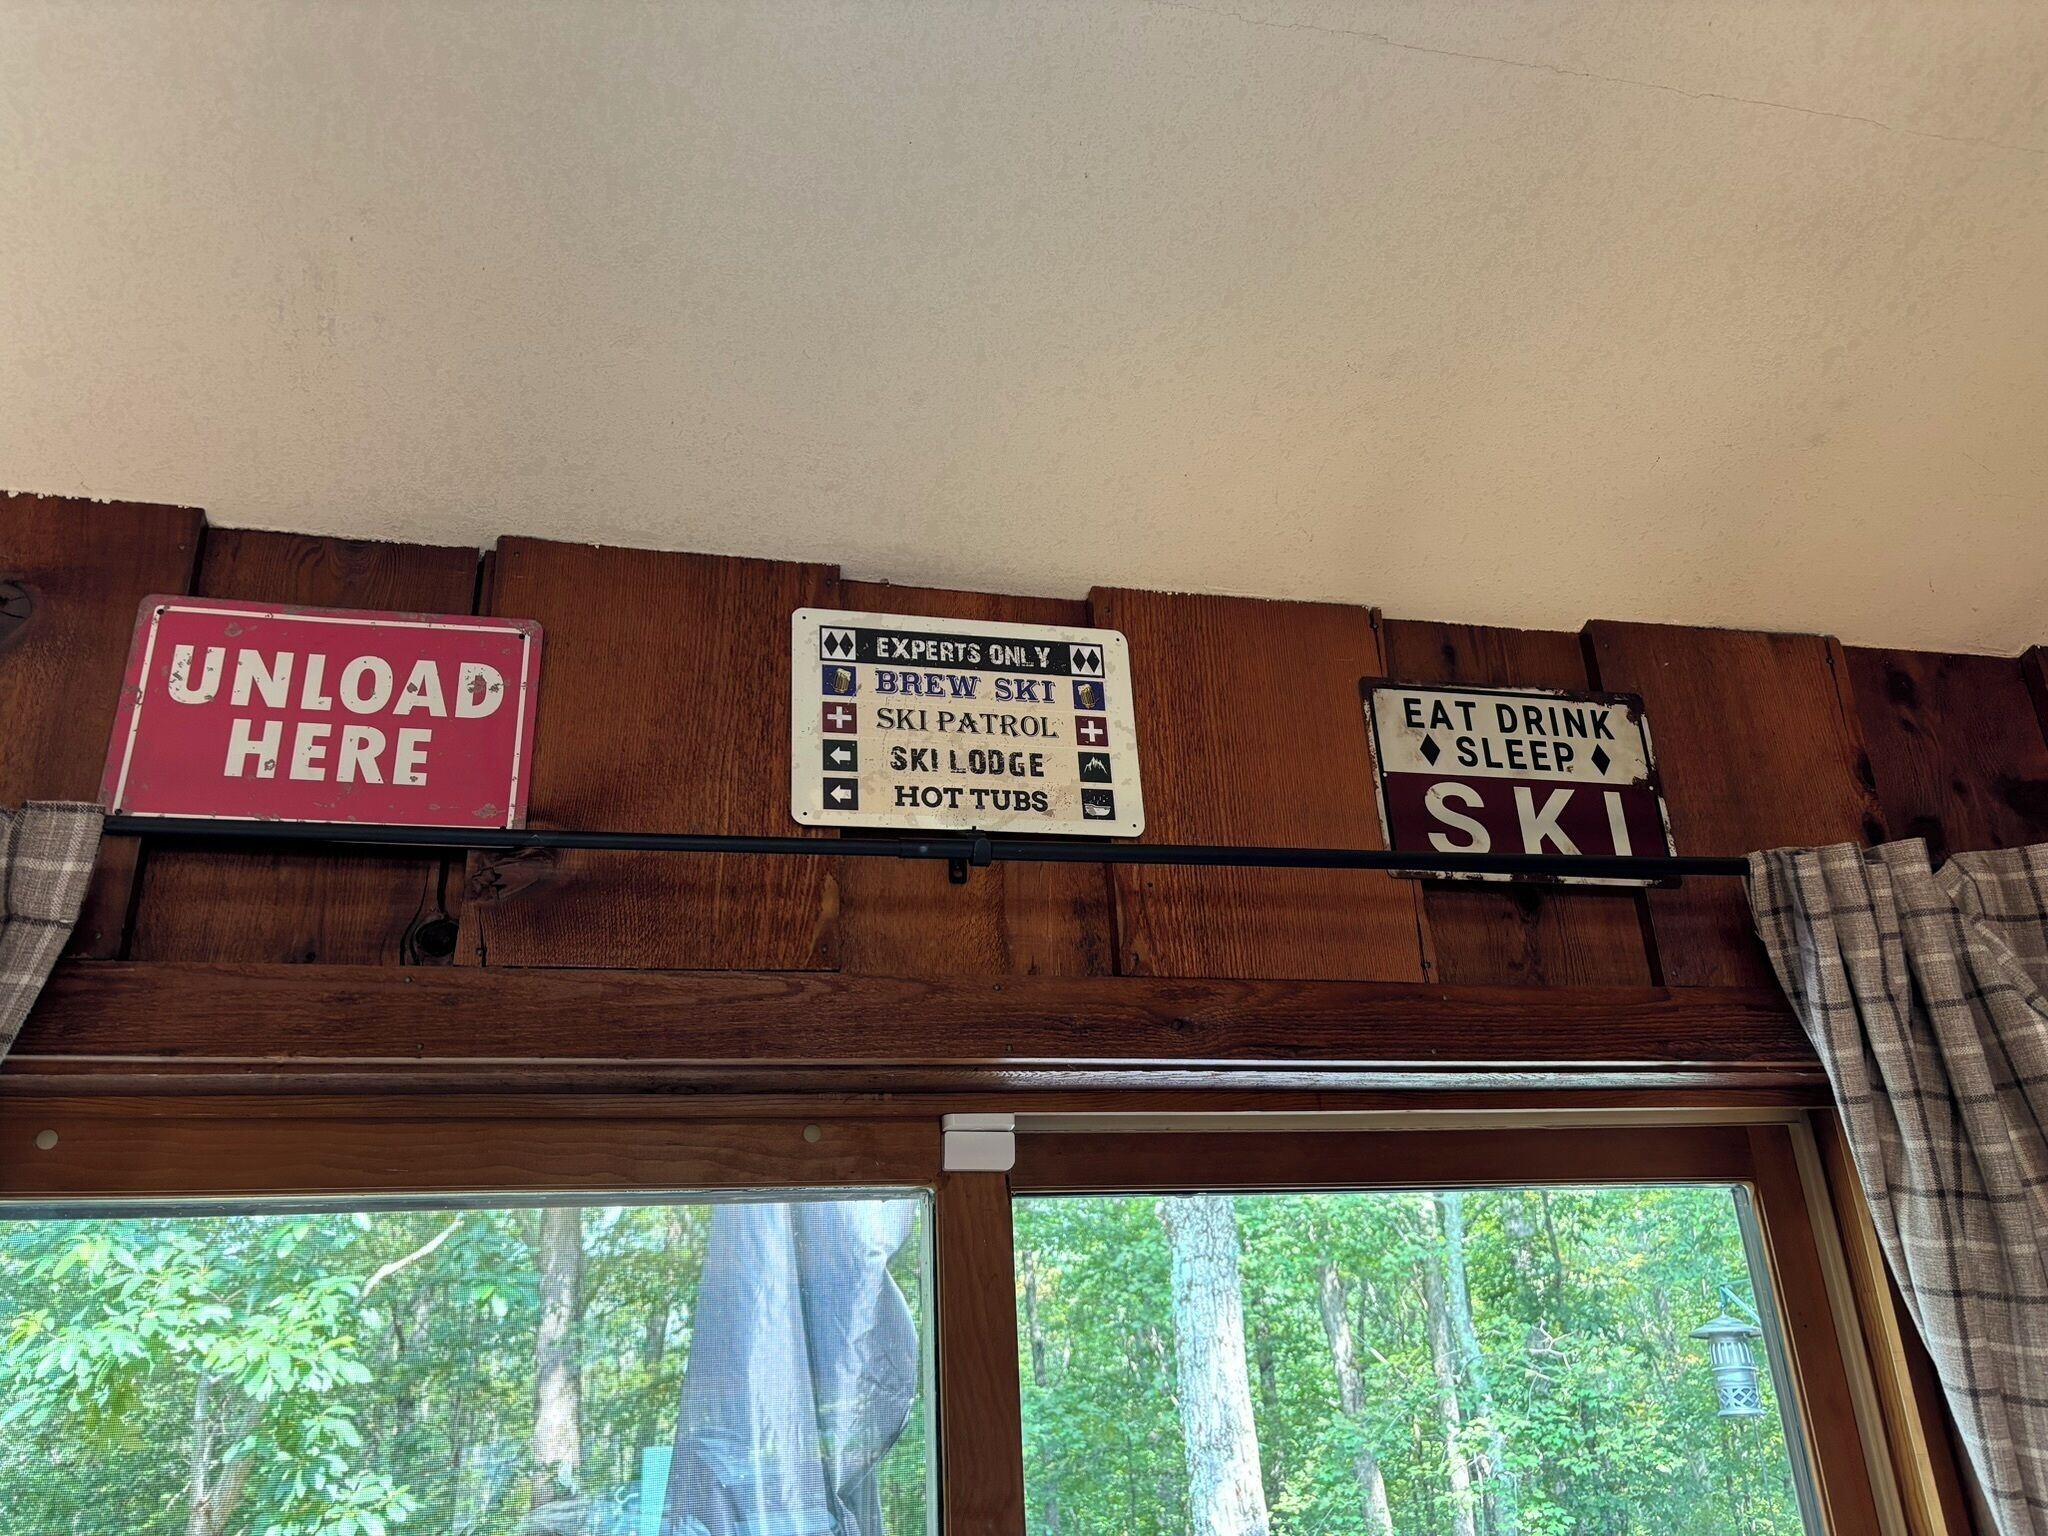 UNLOAD
HERE
EXPERTS ONLY
BREW SKI
SKI PATROL
SKI LODGE
HOT TUBS
EAT DRINK
SLEEP
SKI